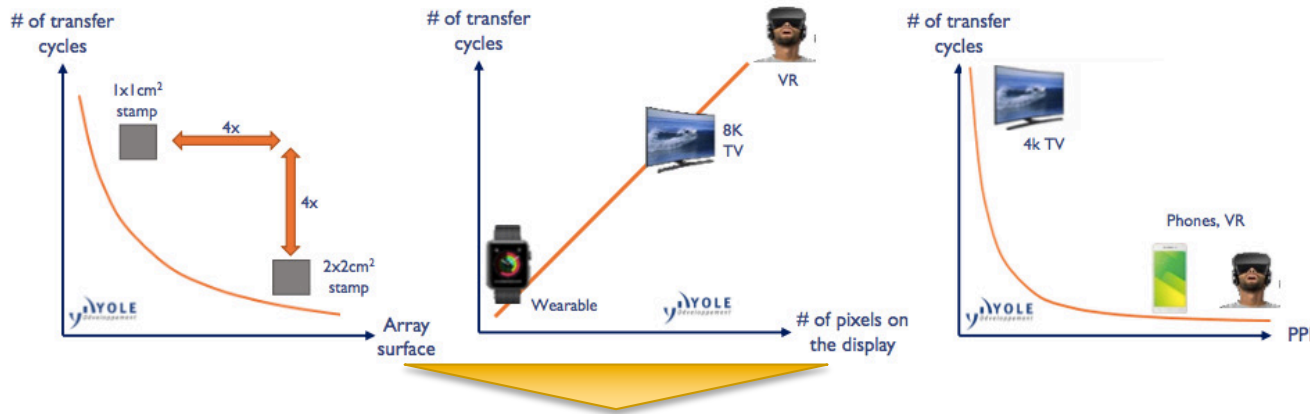 # of transfer
cycles
1x1cm²
stamp
4x
4x
2x2cm²
stamp
YOLE
Développement
Array
surface
# of transfer
cycles
VR
8K
TV
Wearable
YOLE
Développement
# of pixels on
the display
# of transfer
cycles
4k TV
Phones, VR
YOLE
Développement
PPI